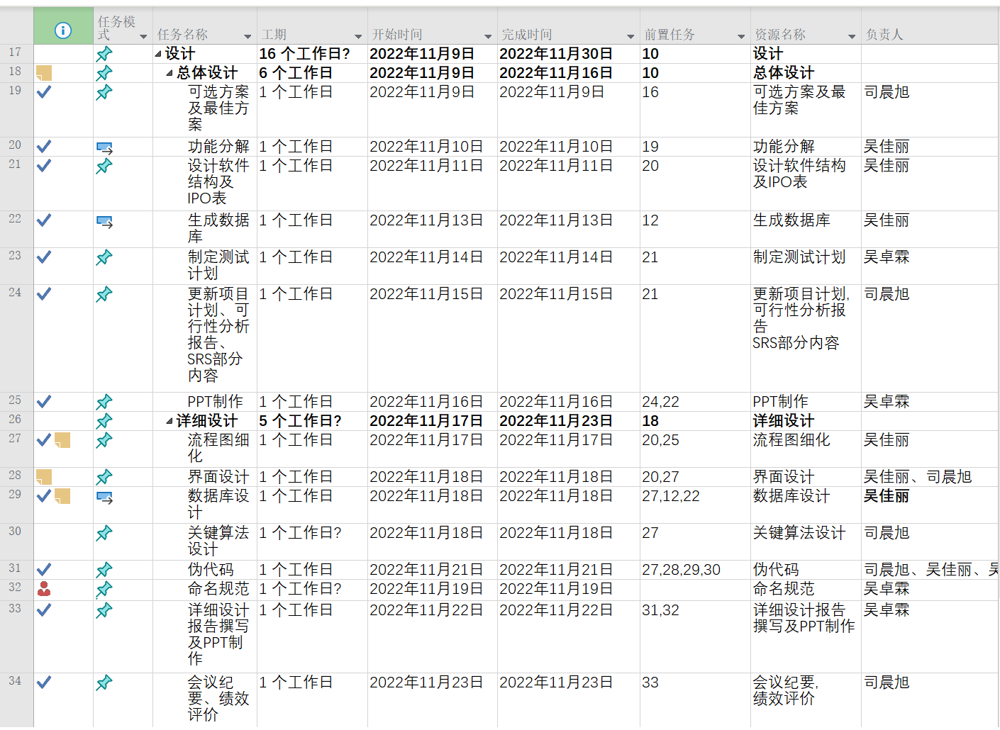 任务模式 任务名称 工期 开始时间 完成时间 前置任务 资源名称 负责人
17 设计 16 个工作日? 2022年11月9日 2022年11月30日 10 设计
18 总体设计 6 个工作日 2022年11月9日 2022年11月16日 10 总体设计
19 可选方案及最佳方案 1 个工作日 2022年11月9日 2022年11月9日 16 可选方案及最佳方案 司晨旭
20 功能分解 1 个工作日 2022年11月10日 2022年11月10日 19 功能分解 吴佳丽
21 设计软件结构及IPO表 1 个工作日 2022年11月11日 2022年11月11日 20 设计软件结构及IPO表 吴佳丽
22 生成数据库 1 个工作日 2022年11月13日 2022年11月13日 12 生成数据库 吴佳丽
23 制定测试计划 1 个工作日 2022年11月14日 2022年11月14日 21 制定测试计划 吴卓霖
24 更新项目计划、可行性分析报告、SRS部分内容 1 个工作日 2022年11月15日 2022年11月15日 21 更新项目计划,可行性分析报告 SRS部分内容 司晨旭
25 PPT制作 1 个工作日 2022年11月16日 2022年11月16日 24,22 PPT制作 吴卓霖
26 详细设计 5 个工作日? 2022年11月17日 2022年11月23日 18 详细设计
27 流程图细化 1 个工作日 2022年11月17日 2022年11月17日 20,25 流程图细化 吴佳丽
28 界面设计 1 个工作日 2022年11月18日 2022年11月18日 20,27 界面设计 吴佳丽、司晨旭
29 数据库设计 1 个工作日 2022年11月18日 2022年11月18日 27,12,22 数据库设计 吴佳丽
30 关键算法设计 1 个工作日? 2022年11月18日 2022年11月18日 27 关键算法设计 司晨旭
31 伪代码 1 个工作日 2022年11月21日 2022年11月21日 27,28,29,30 伪代码 司晨旭、吴佳丽、吴
32 命名规范 1 个工作日? 2022年11月19日 2022年11月19日 命名规范 吴卓霖
33 详细设计报告撰写及PPT制作 1 个工作日 2022年11月22日 2022年11月22日 31,32 详细设计报告撰写及PPT制作 吴卓霖
34 会议纪要、绩效评价 1 个工作日 2022年11月23日 2022年11月23日 33 会议纪要,绩效评价 司晨旭